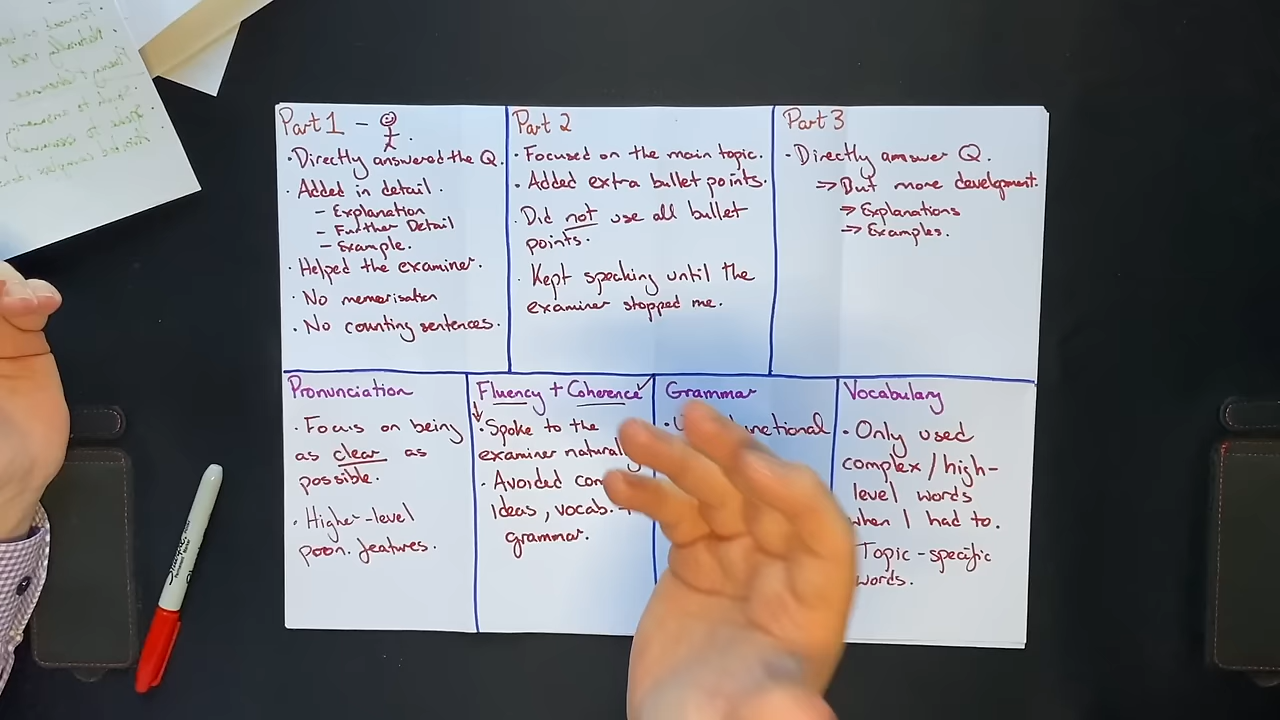 Part 1 -
• Directly answered the Q.
• Added in detail.
- Explanation
- Further Detail
- Example.
• Helped the examiner.
• No memorisation
• No counting sentences.
Part 2
• Focused on the main topic.
• Added extra bullet points.
• Did not use all bullet
points.
• Kept speaking until the
examiner stopped me.
Part 3
• Directly answer Q.
⇒ But more development.
⇒ Explanations
⇒ Examples.
Pronunciation
• Focus on being
as clear as
possible.
• Higher-level
pron. features.
Fluency + Coherence ✓
• Spoke to the
examiner naturally
• Avoided
Ideas, vocab. +
grammar.
Grammar
Vocabulary
• Only used
complex/high-
level words
when I had to.
Topic-specific
words.